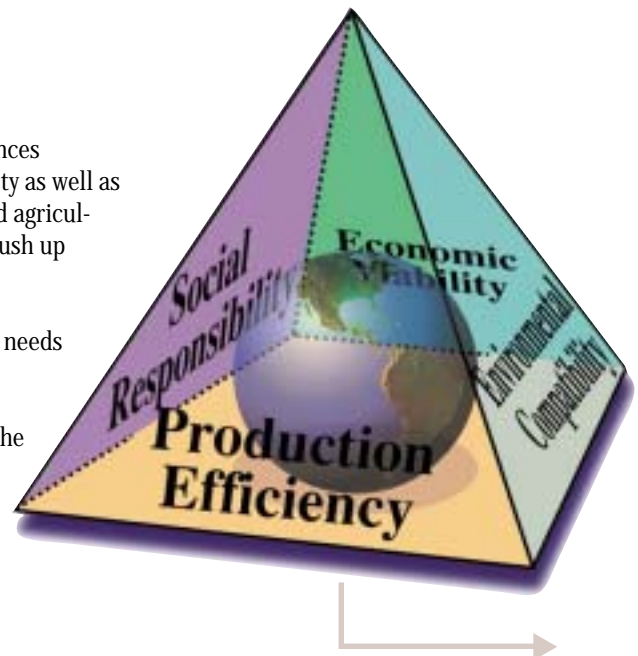 nces
ty as well as
d agricul-
ush up
needs
he
Social
Responsibility
Economic
Viability
Environmental
Compatibility
Production
Efficiency